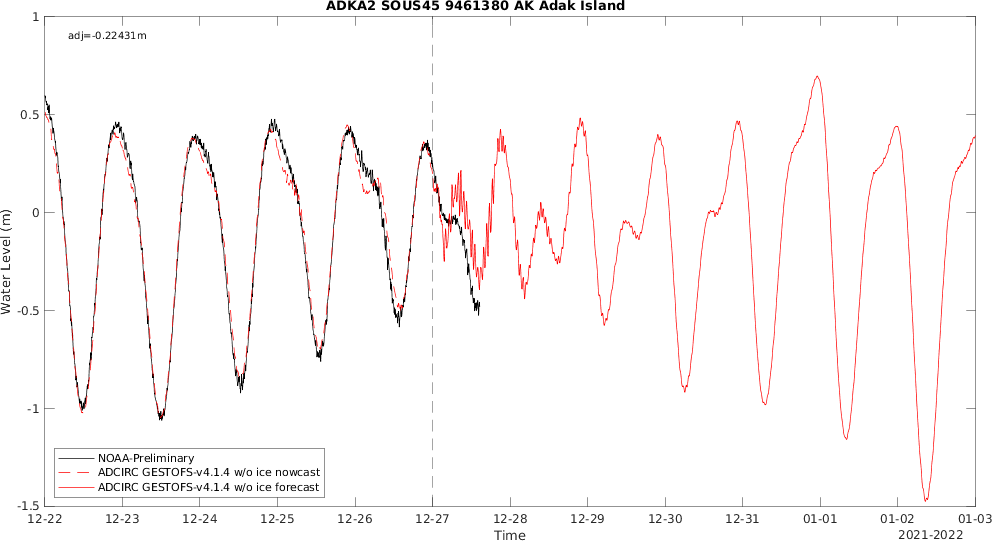 ADKA2 SOUS45 9461380 AK Adak Island
adj=-0.22431m
Water Level (m)
1
0.5
0
-0.5
-1
-1.5
NOAA-Preliminary
ADCIRC GESTOFS-v4.1.4 w/o ice nowcast
ADCIRC GESTOFS-v4.1.4 w/o ice forecast
12-22 12-23 12-24 12-25 12-26 12-27 12-28 12-29 12-30 12-31 01-01 01-02 01-03
Time
2021-2022